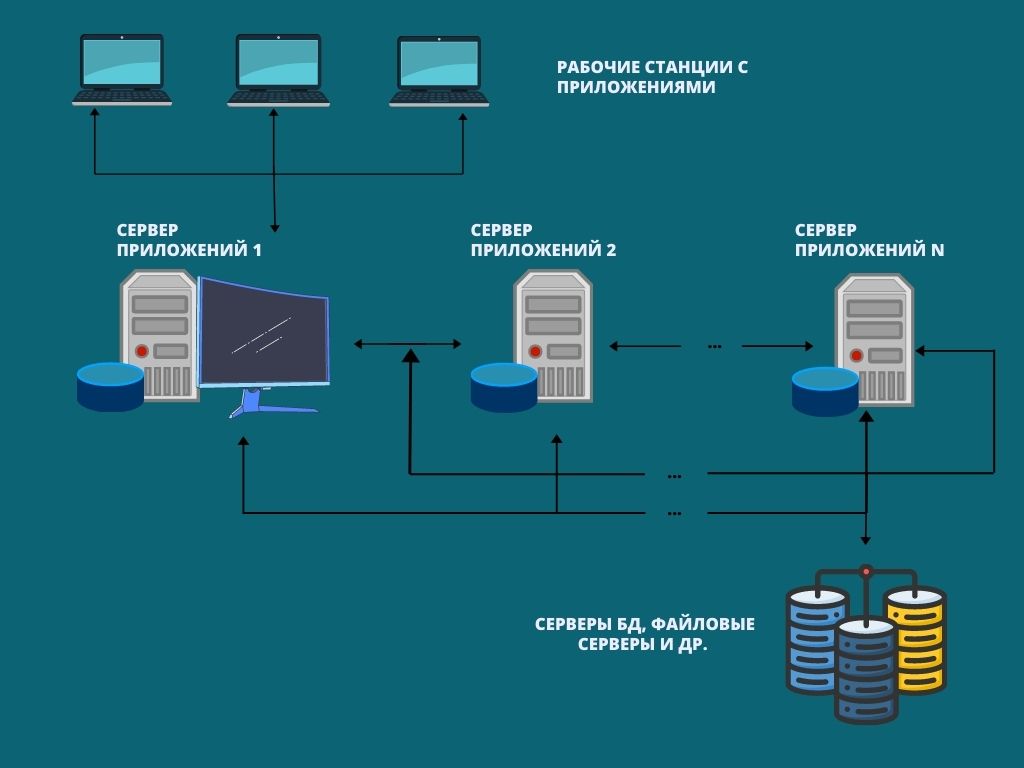 РАБОЧИЕ СТАНЦИИ С
ПРИЛОЖЕНИЯМИ
СЕРВЕР
ПРИЛОЖЕНИЙ 1
СЕРВЕР
ПРИЛОЖЕНИЙ 2
СЕРВЕР
ПРИЛОЖЕНИЙ N
...
...
...
СЕРВЕРЫ БД, ФАЙЛОВЫЕ
СЕРВЕРЫ И ДР.